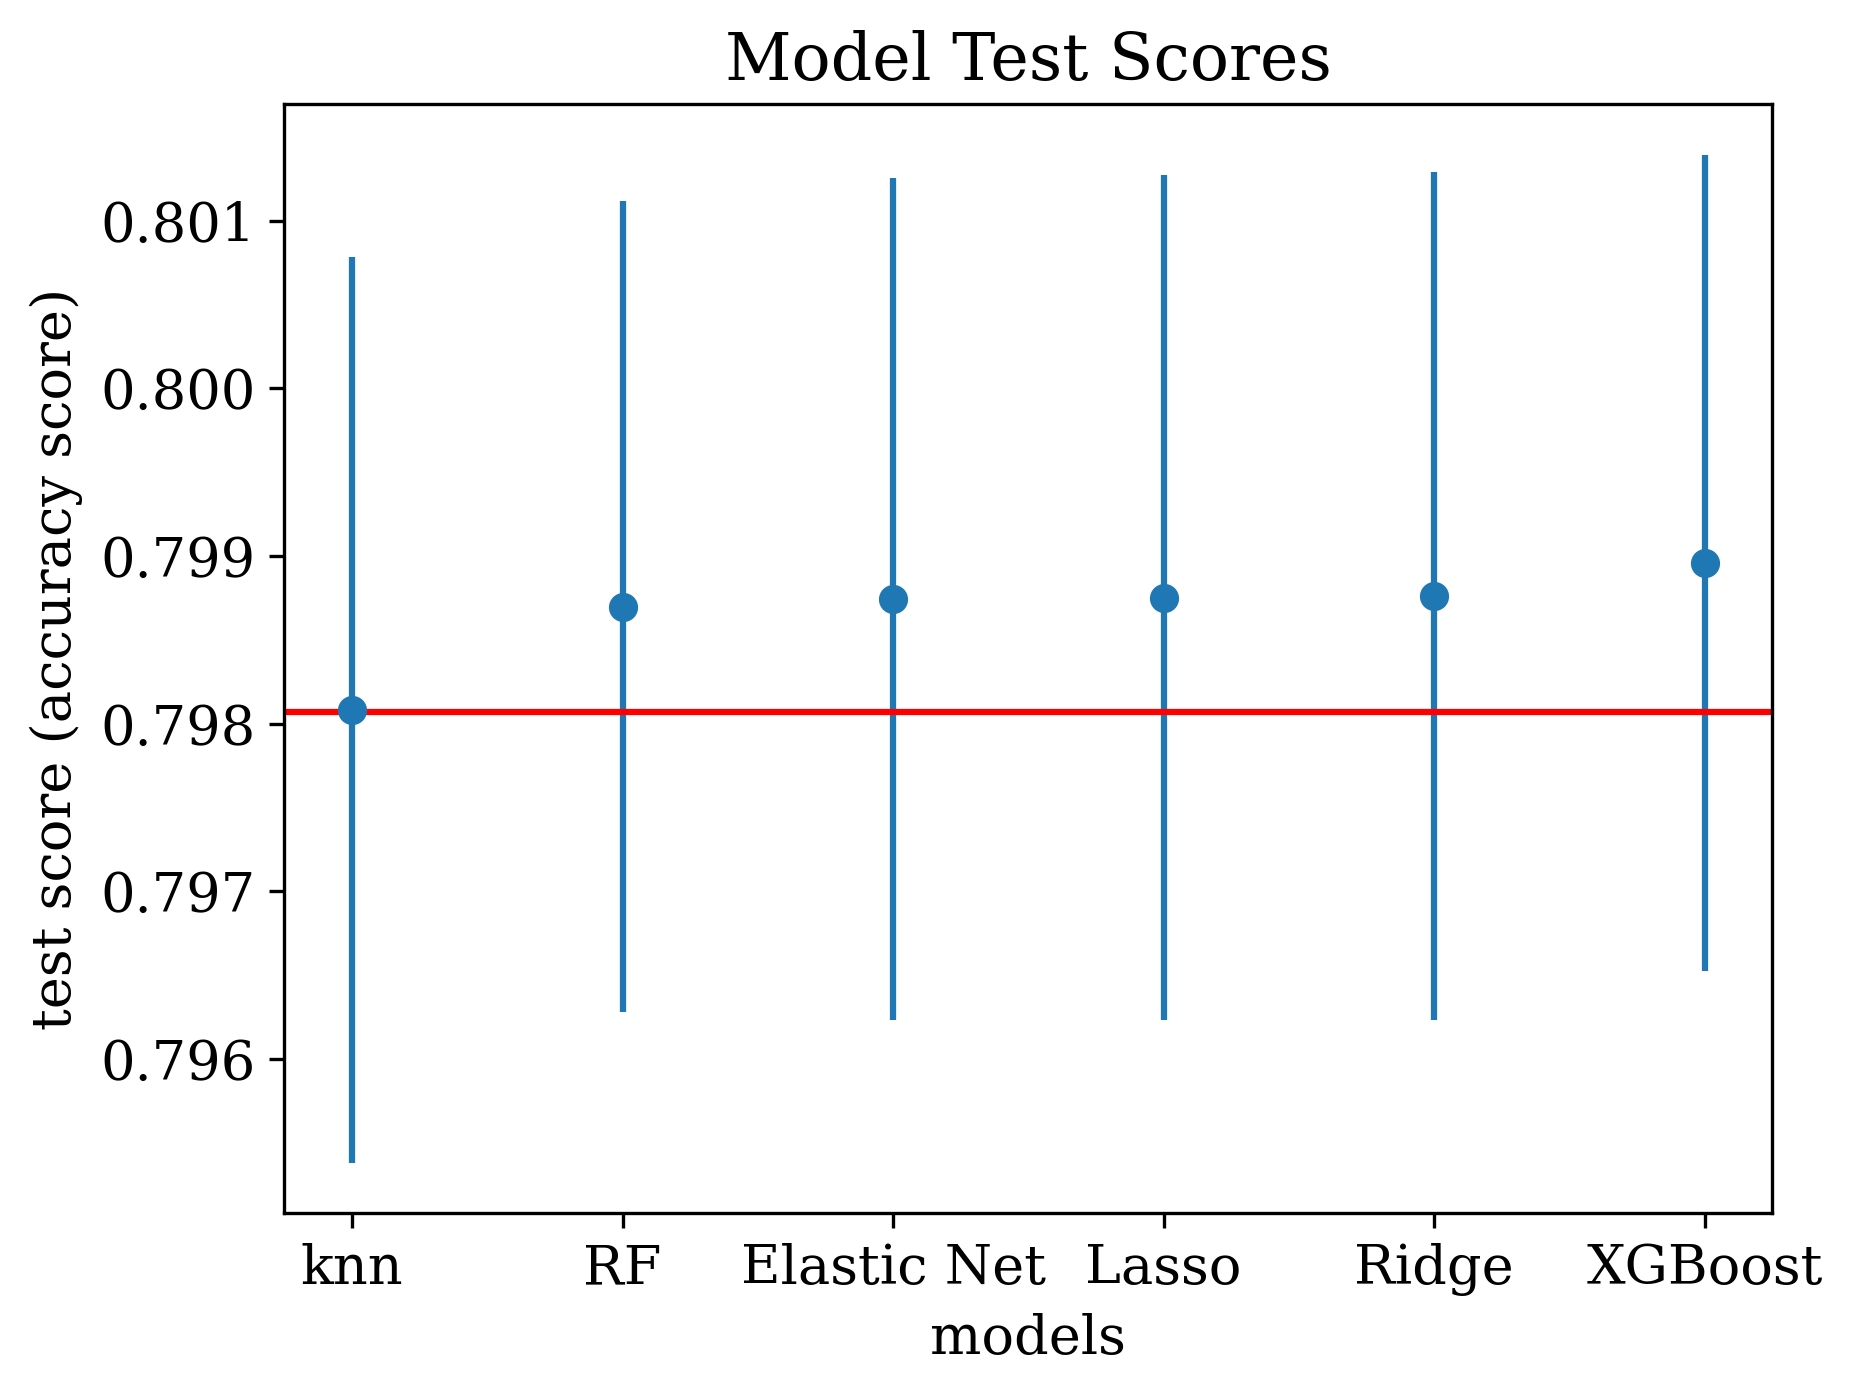 Model Test Scores
test score (accuracy score)
0.801
0.800
0.799
0.798
0.797
0.796
knn RF Elastic Net Lasso Ridge XGBoost
models